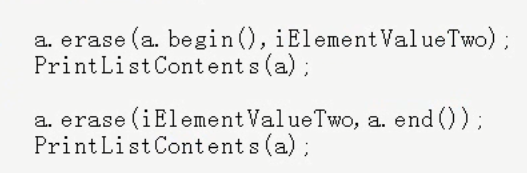 a.erase(a.begin(),iElementValueTwo);
PrintListContents(a);
a.erase(iElementValueTwo,a.end());
PrintListContents(a);